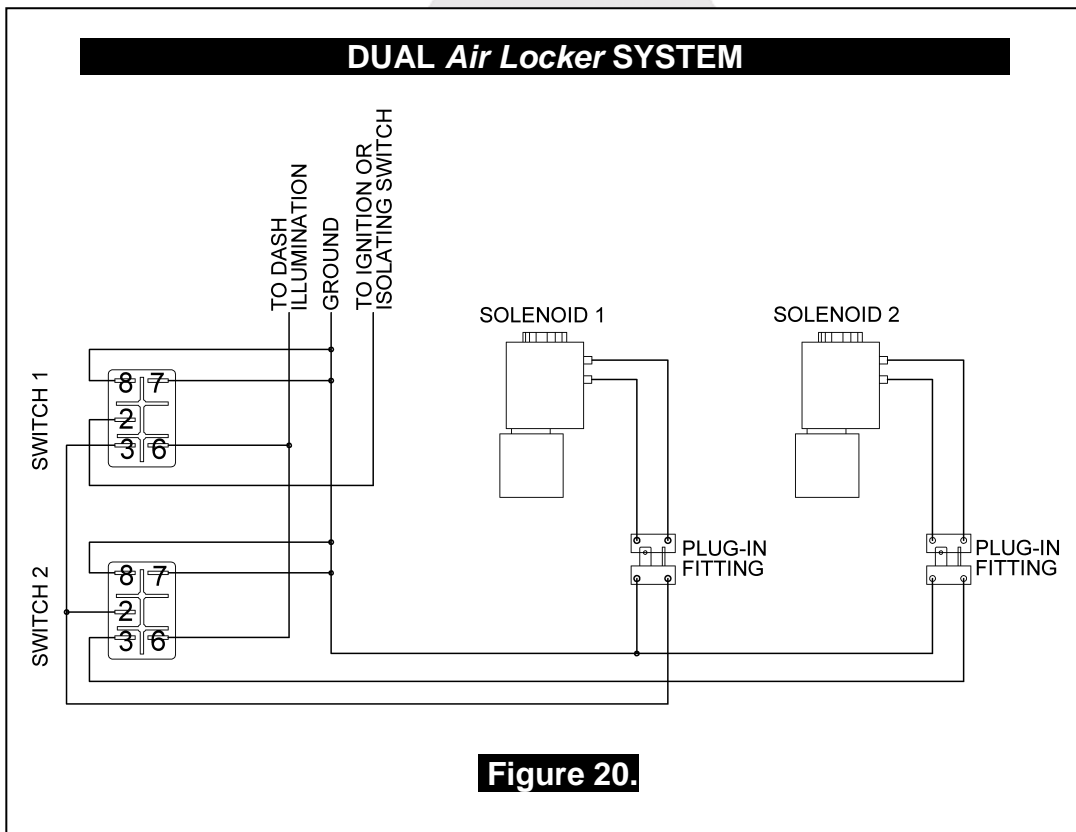 DUAL Air Locker SYSTEM
TO DASH
ILLUMINATION
GROUND
TO IGNITION OR
ISOLATING SWITCH
SOLENOID 1
SOLENOID 2
SWITCH 1
8 7
2
3 6
SWITCH 2
8 7
2
3 6
PLUG-IN
FITTING
PLUG-IN
FITTING
Figure 20.